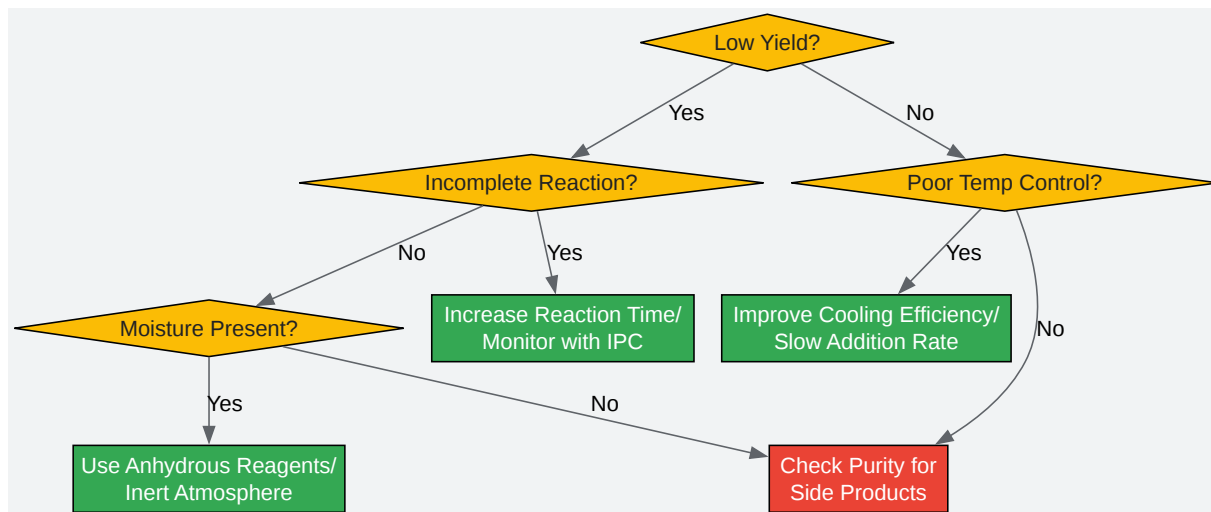 Low Yield?
Yes
No
Incomplete Reaction?
Poor Temp Control?
No
Yes
Yes
No
Moisture Present?
Increase Reaction Time/
Monitor with IPC
Improve Cooling Efficiency/
Slow Addition Rate
Yes
No
Use Anhydrous Reagents/
Inert Atmosphere
Check Purity for
Side Products